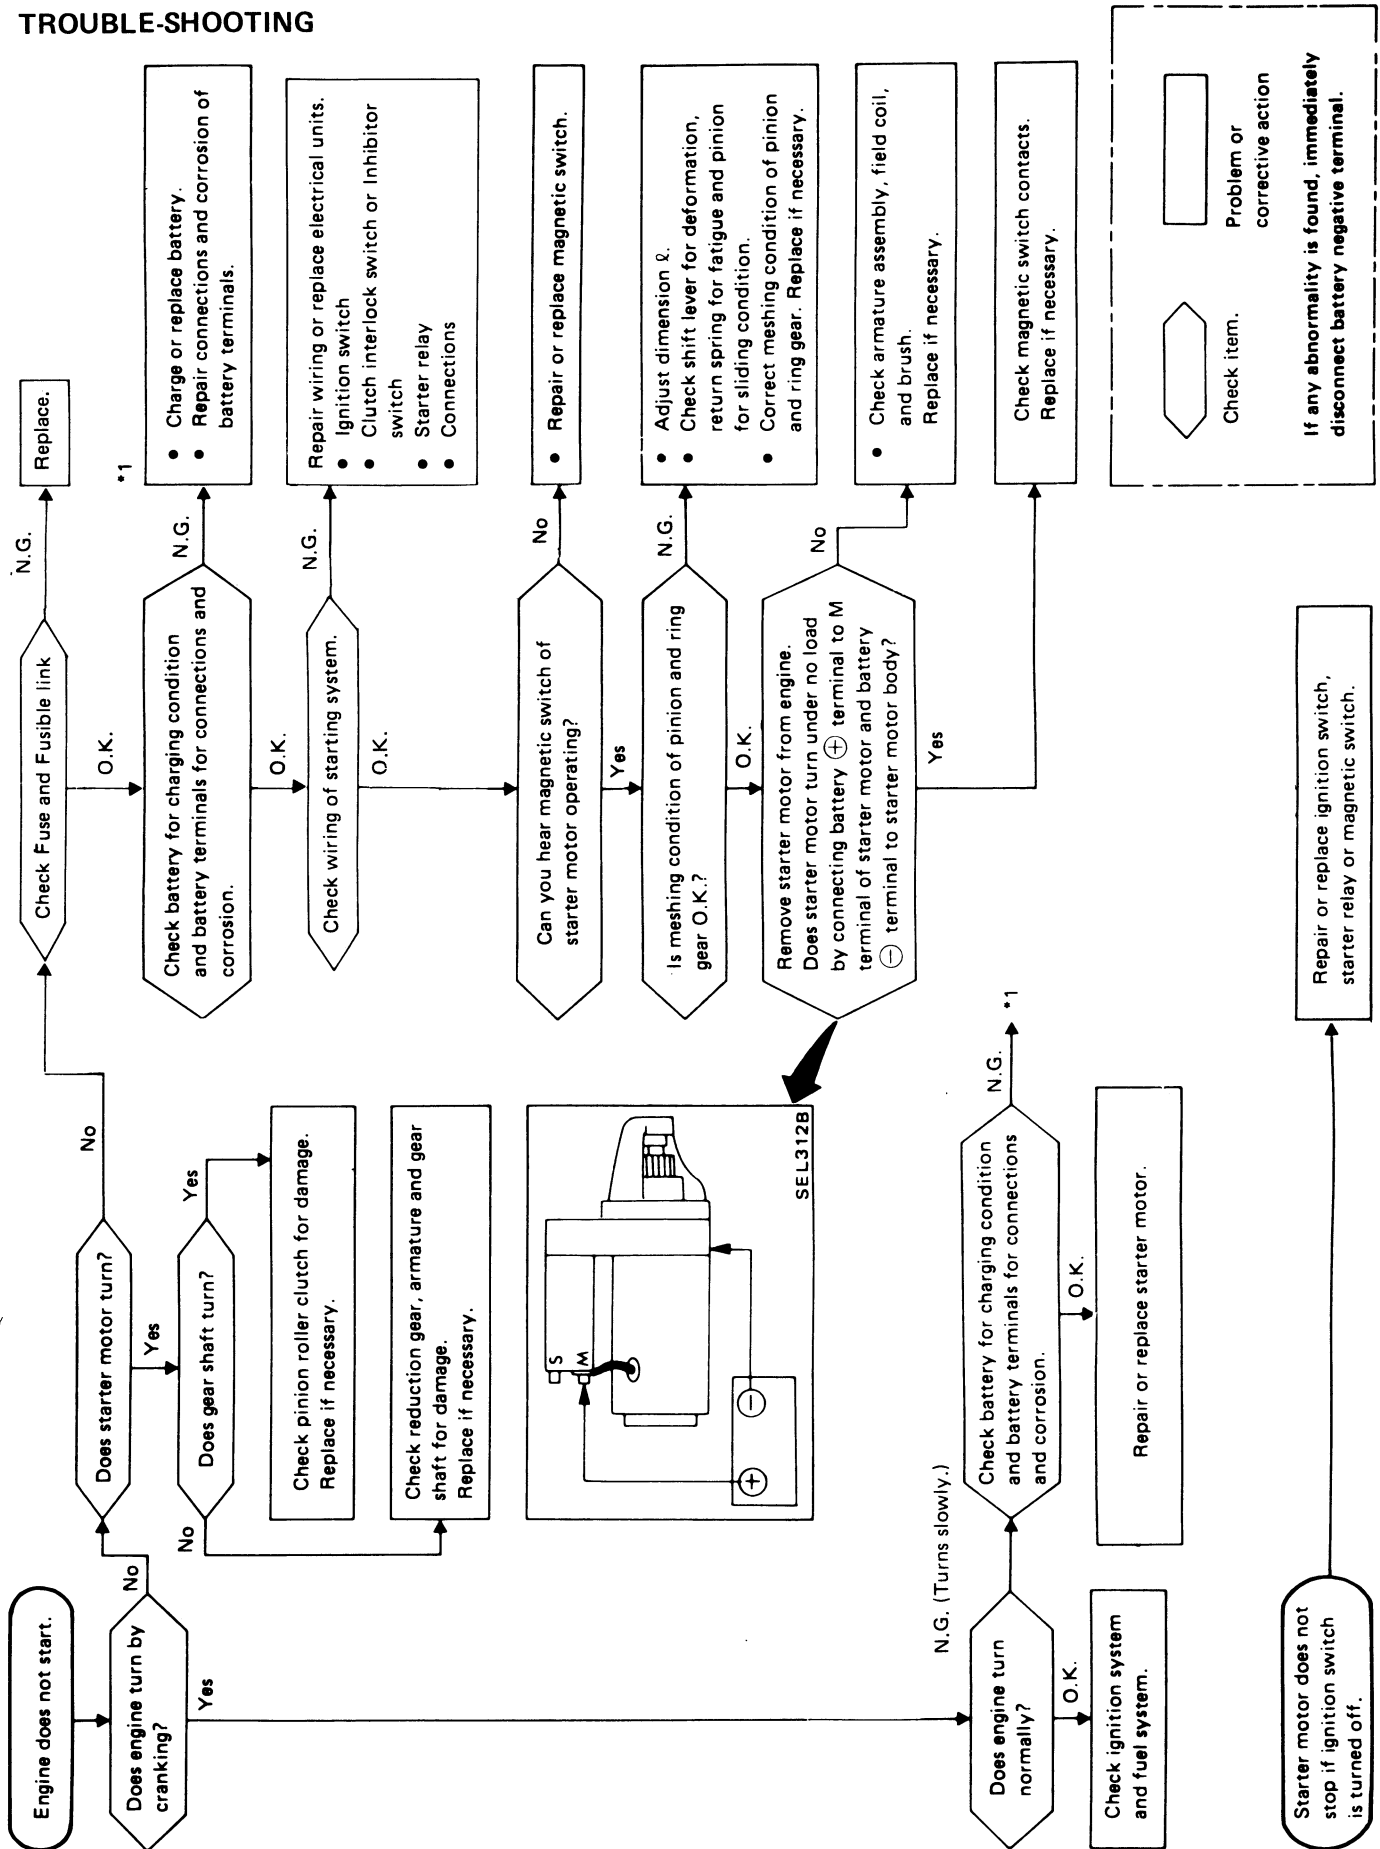 TROUBLE-SHOOTING
Engine does not start.
Does engine turn by
cranking?
No
Yes
Does starter motor turn?
No
Yes
Does gear shaft turn?
Yes
No
Check pinion roller clutch for damage.
Replace if necessary.
Check reduction gear, armature and gear
shaft for damage.
Replace if necessary.
Check Fuse and Fusible link
N.G.
Replace.
O.K.
*1
Check battery for charging condition
and battery terminals for connections and
corrosion.
N.G.
● Charge or replace battery.
● Repair connections and corrosion of
battery terminals.
O.K.
Check wiring of starting system.
N.G.
Repair wiring or replace electrical units.
● Ignition switch
● Clutch interlock switch or Inhibitor
switch
● Starter relay
● Connections
O.K.
Can you hear magnetic switch of
starter motor operating?
No
● Repair or replace magnetic switch.
Yes
Is meshing condition of pinion and ring
gear O.K.?
N.G.
● Adjust dimension ℓ.
● Check shift lever for deformation,
return spring for fatigue and pinion
for sliding condition.
● Correct meshing condition of pinion
and ring gear. Replace if necessary.
O.K.
Remove starter motor from engine.
Does starter motor turn under no load
by connecting battery ⊕ terminal to M
terminal of starter motor and battery
⊖ terminal to starter motor body?
No
● Check armature assembly, field coil,
and brush.
Replace if necessary.
Yes
Check magnetic switch contacts.
Replace if necessary.
S
M
⊕
⊖
SEL312B
Does engine turn
normally?
N.G. (Turns slowly.)
O.K.
Check ignition system
and fuel system.
Check battery for charging condition
and battery terminals for connections
and corrosion.
N.G.
*1
O.K.
Repair or replace starter motor.
Starter motor does not
stop if ignition switch
is turned off.
Repair or replace ignition switch,
starter relay or magnetic switch.
Check item.
Problem or
corrective action
If any abnormality is found, immediately
disconnect battery negative terminal.